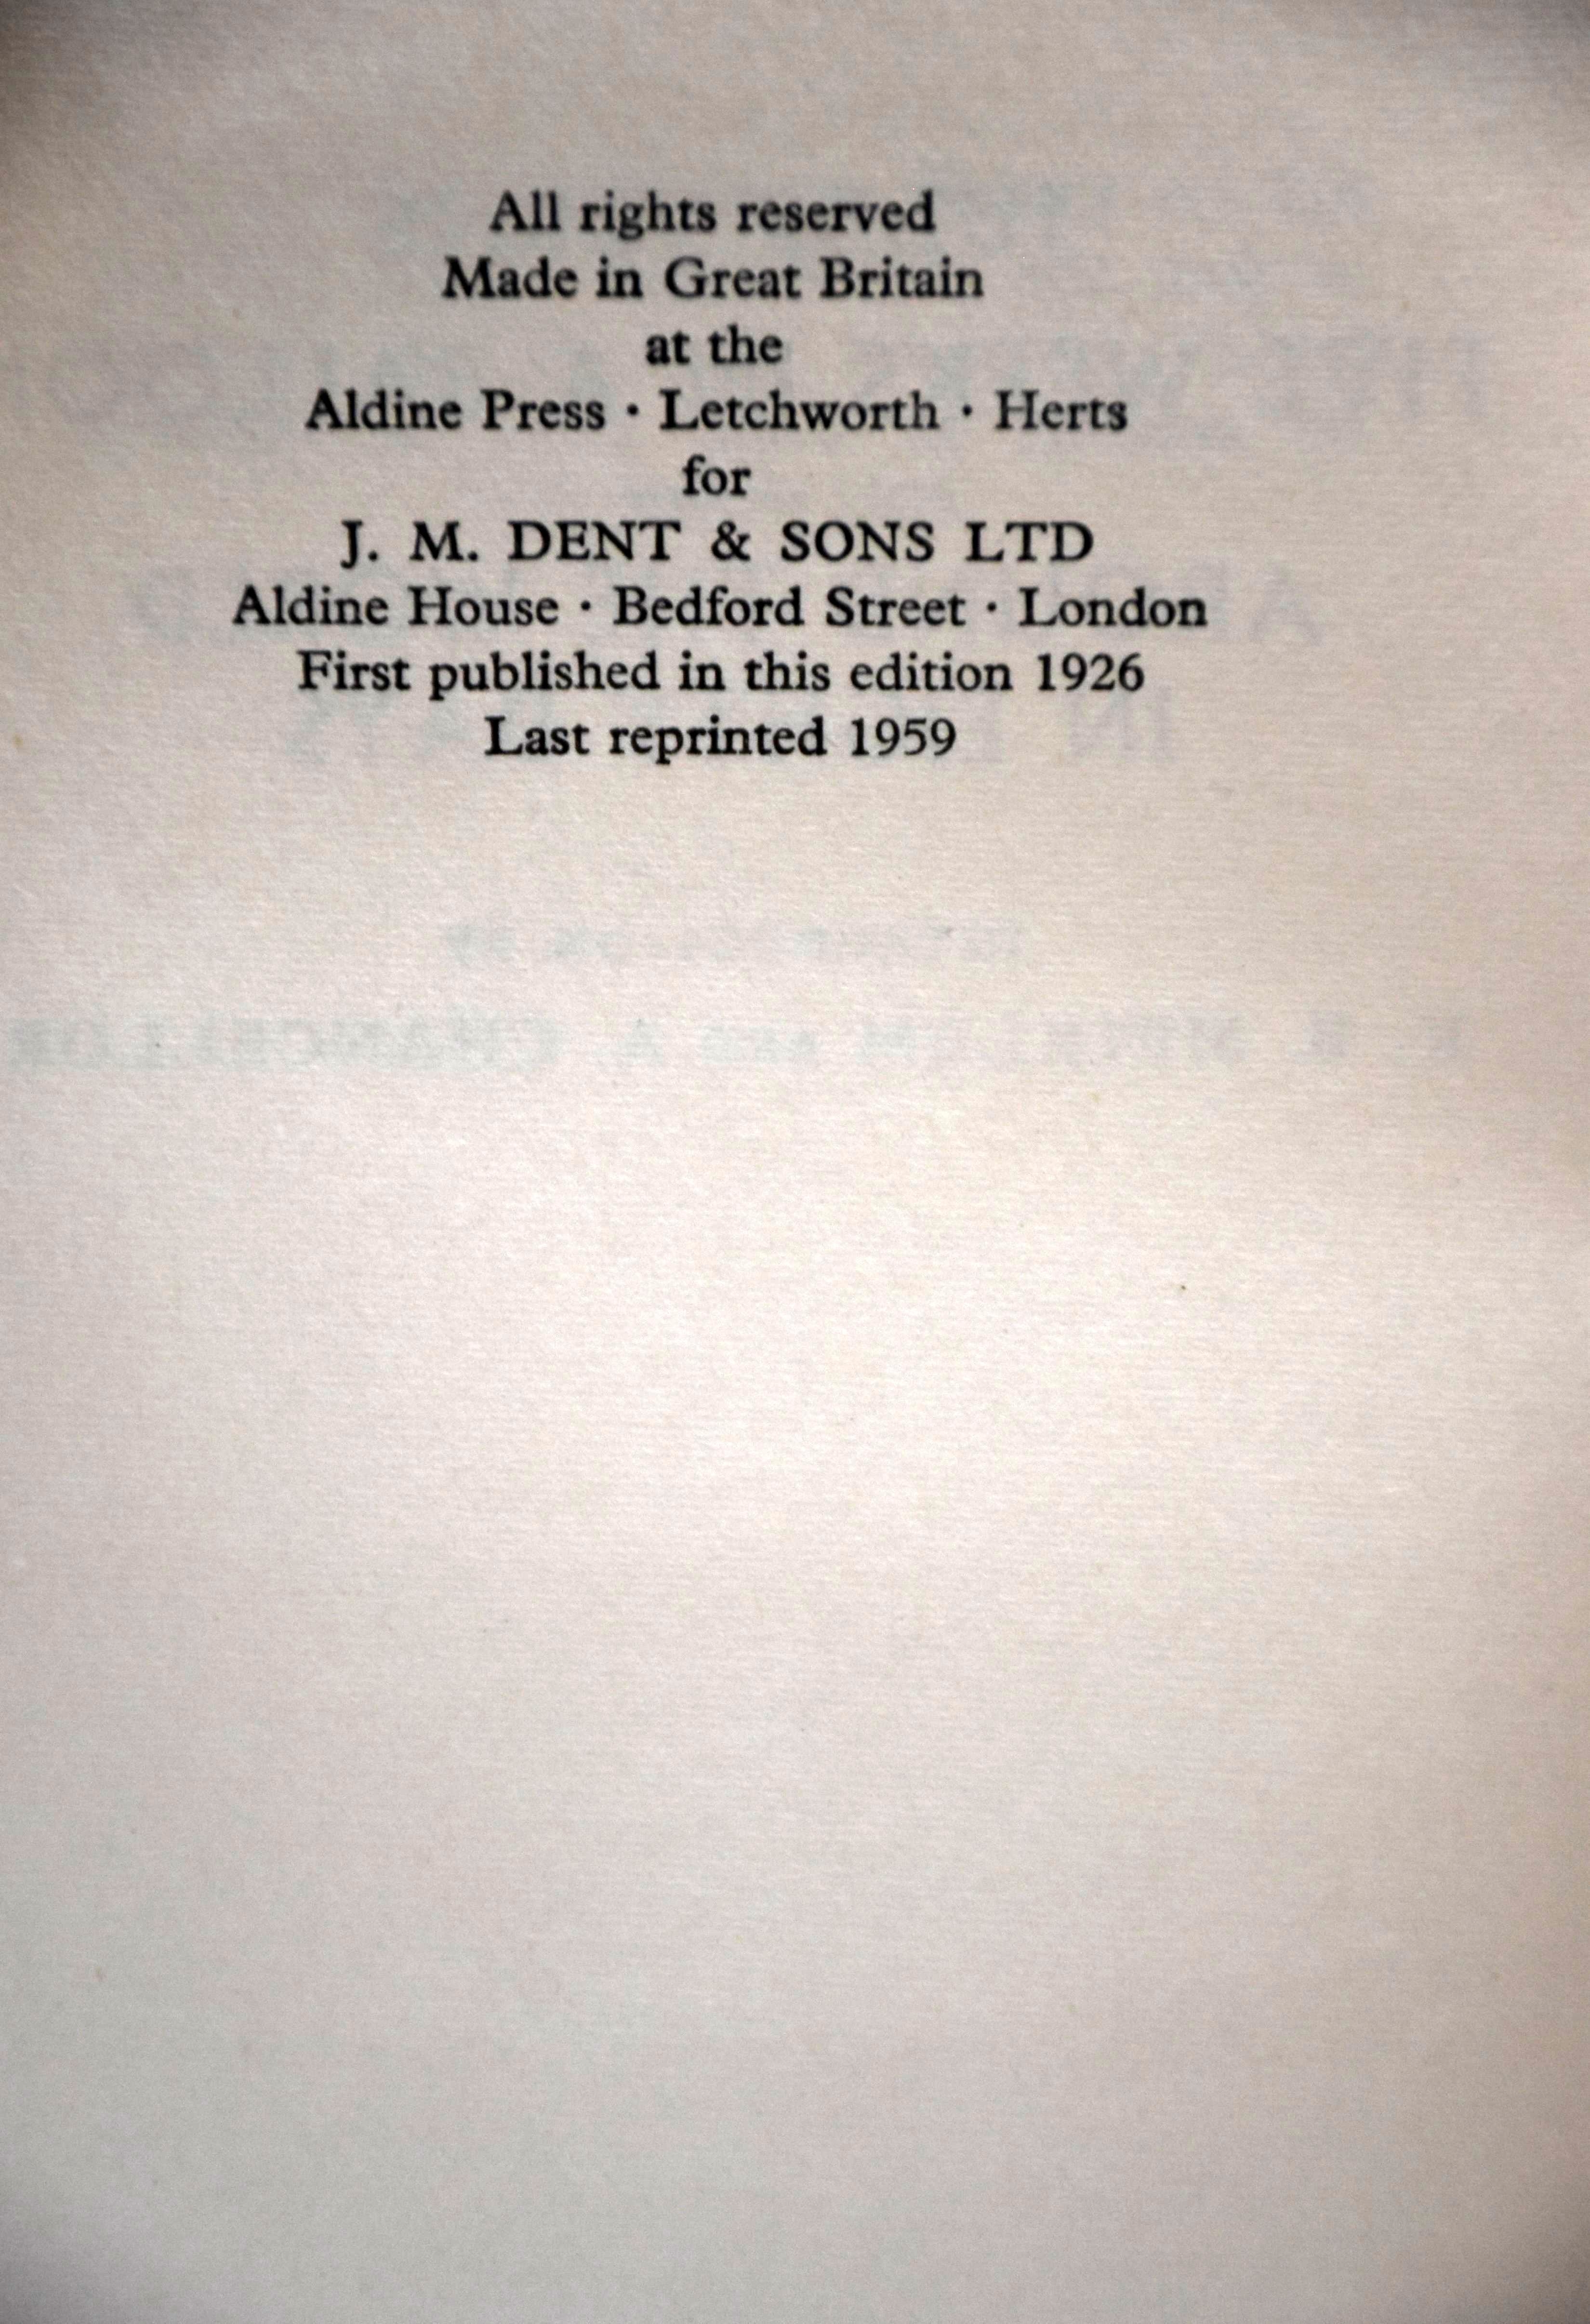 All rights reserved
Made in Great Britain
at the
Aldine Press · Letchworth · Herts
for
J. M. DENT & SONS LTD
Aldine House · Bedford Street · London
First published in this edition 1926
Last reprinted 1959